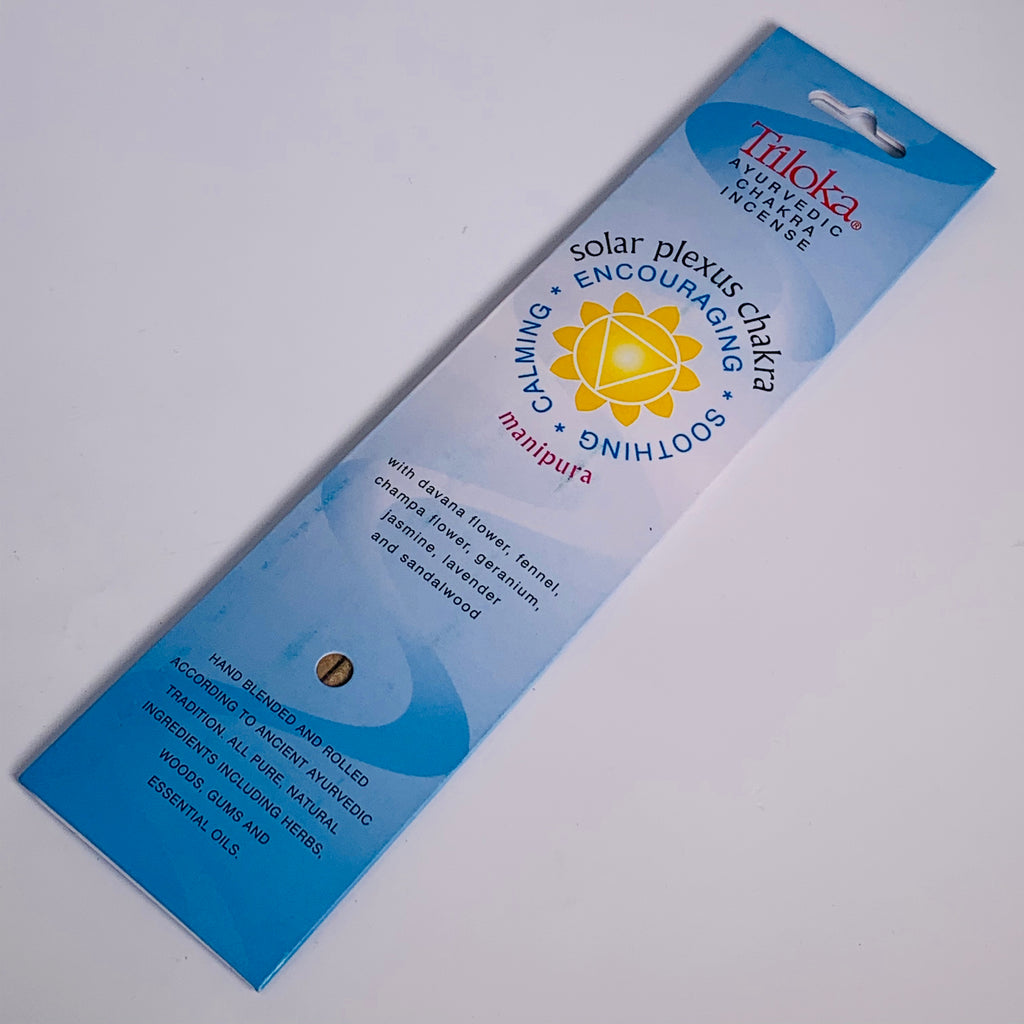 Triloka®
AYURVEDIC
CHAKRA
INCENSE
solar plexus chakra
ENCOURAGING * SOOTHING * CALMING *
manipura
with davana flower, fennel,
champa flower, geranium,
jasmine, lavender
and sandalwood
HAND BLENDED AND ROLLED
ACCORDING TO ANCIENT AYURVEDIC
TRADITION. ALL PURE, NATURAL
INGREDIENTS INCLUDING HERBS,
WOODS, GUMS AND
ESSENTIAL OILS.